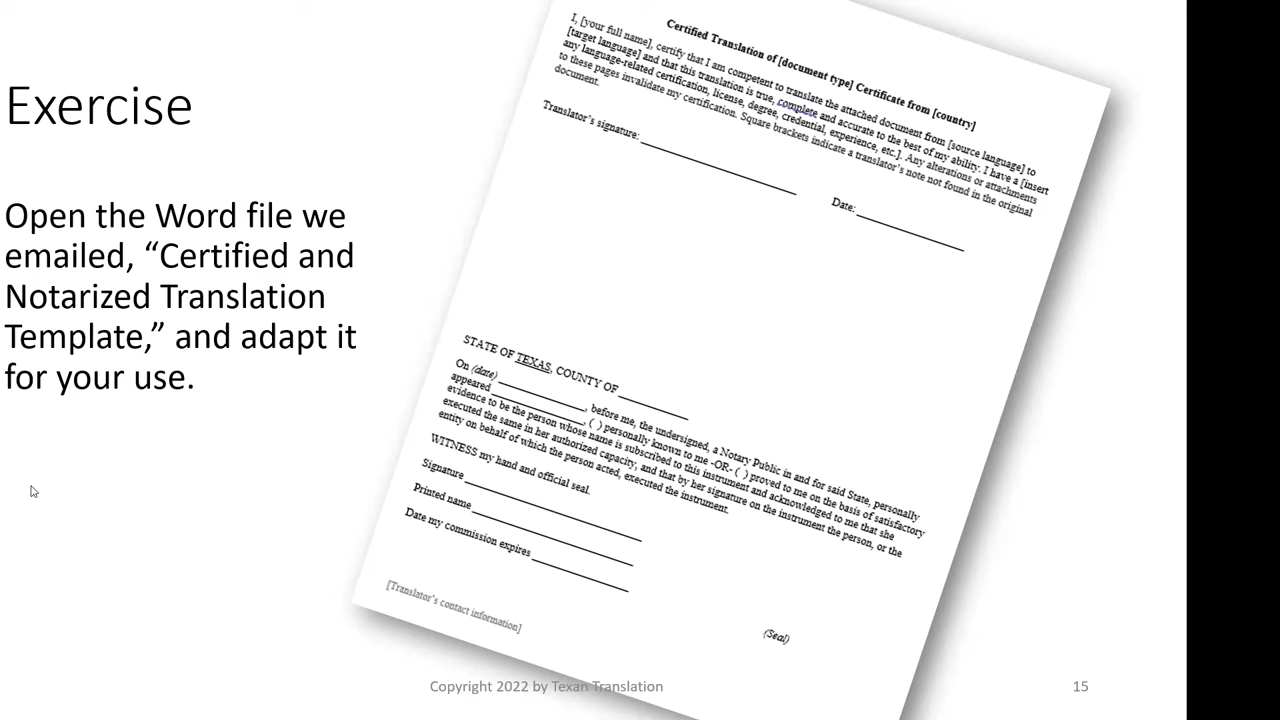 Exercise
Open the Word file we
emailed, “Certified and
Notarized Translation
Template,” and adapt it
for your use.
Certified Translation of [document type] Certificate from [country]
I, [your full name], certify that I am competent to translate the attached document from [source language] to
[target language] and that this translation is true, complete and accurate to the best of my ability. I have a [insert
any language-related certification, license, degree, credential, experience, etc.]. Any alterations or attachments
to these pages invalidate my certification. Square brackets indicate a translator’s note not found in the original
document.
Translator’s signature:
Date:
STATE OF TEXAS, COUNTY OF
On (date) , before me, the undersigned, a Notary Public in and for said State, personally
appeared , ( ) personally known to me -OR- ( ) proved to me on the basis of satisfactory
evidence to be the person whose name is subscribed to this instrument and acknowledged to me that she
executed the same in her authorized capacity, and that by her signature on the instrument the person, or the
entity on behalf of which the person acted, executed the instrument.
WITNESS my hand and official seal.
Signature
Printed name
Date my commission expires
(Seal)
[Translator’s contact information]
Copyright 2022 by Texan Translation
15